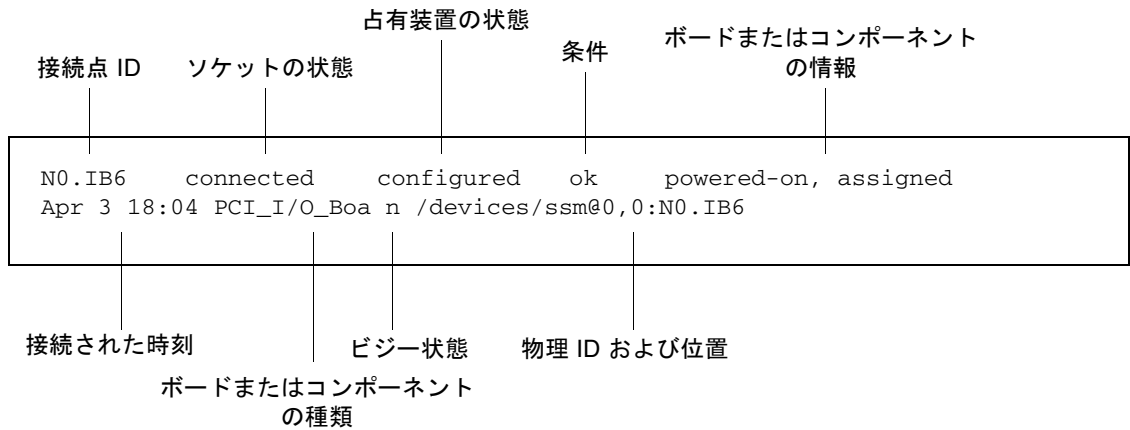 占有装置の状態
接続点 ID ソケットの状態 条件 ボードまたはコンポーネント
の情報
N0.IB6 connected configured ok powered-on, assigned
Apr 3 18:04 PCI_I/O_Boa n /devices/ssm@0,0:N0.IB6
接続された時刻 ビジー状態 物理 ID および位置
ボードまたはコンポーネント
の種類